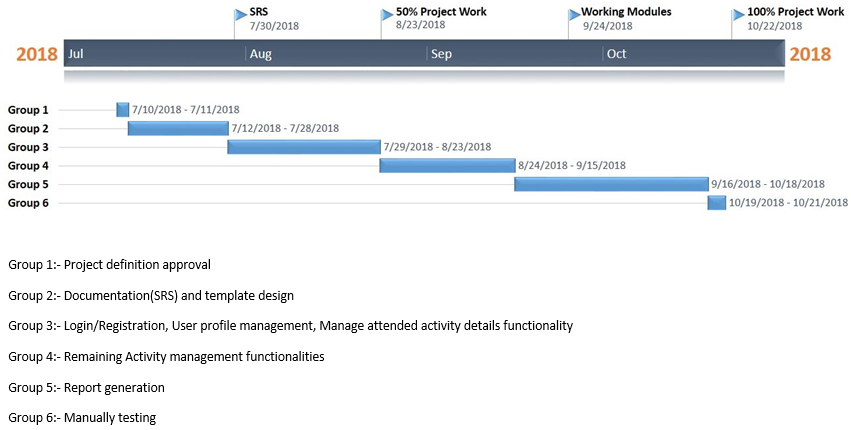 SRS 50% Project Work Working Modules 100% Project Work
7/30/2018 8/23/2018 9/24/2018 10/22/2018
2018 Jul Aug Sep Oct 2018
Group 1 7/10/2018 - 7/11/2018
Group 2 7/12/2018 - 7/28/2018
Group 3 7/29/2018 - 8/23/2018
Group 4 8/24/2018 - 9/15/2018
Group 5 9/16/2018 - 10/18/2018
Group 6 10/19/2018 - 10/21/2018
Group 1:- Project definition approval
Group 2:- Documentation(SRS) and template design
Group 3:- Login/Registration, User profile management, Manage attended activity details functionality
Group 4:- Remaining Activity management functionalities
Group 5:- Report generation
Group 6:- Manually testing